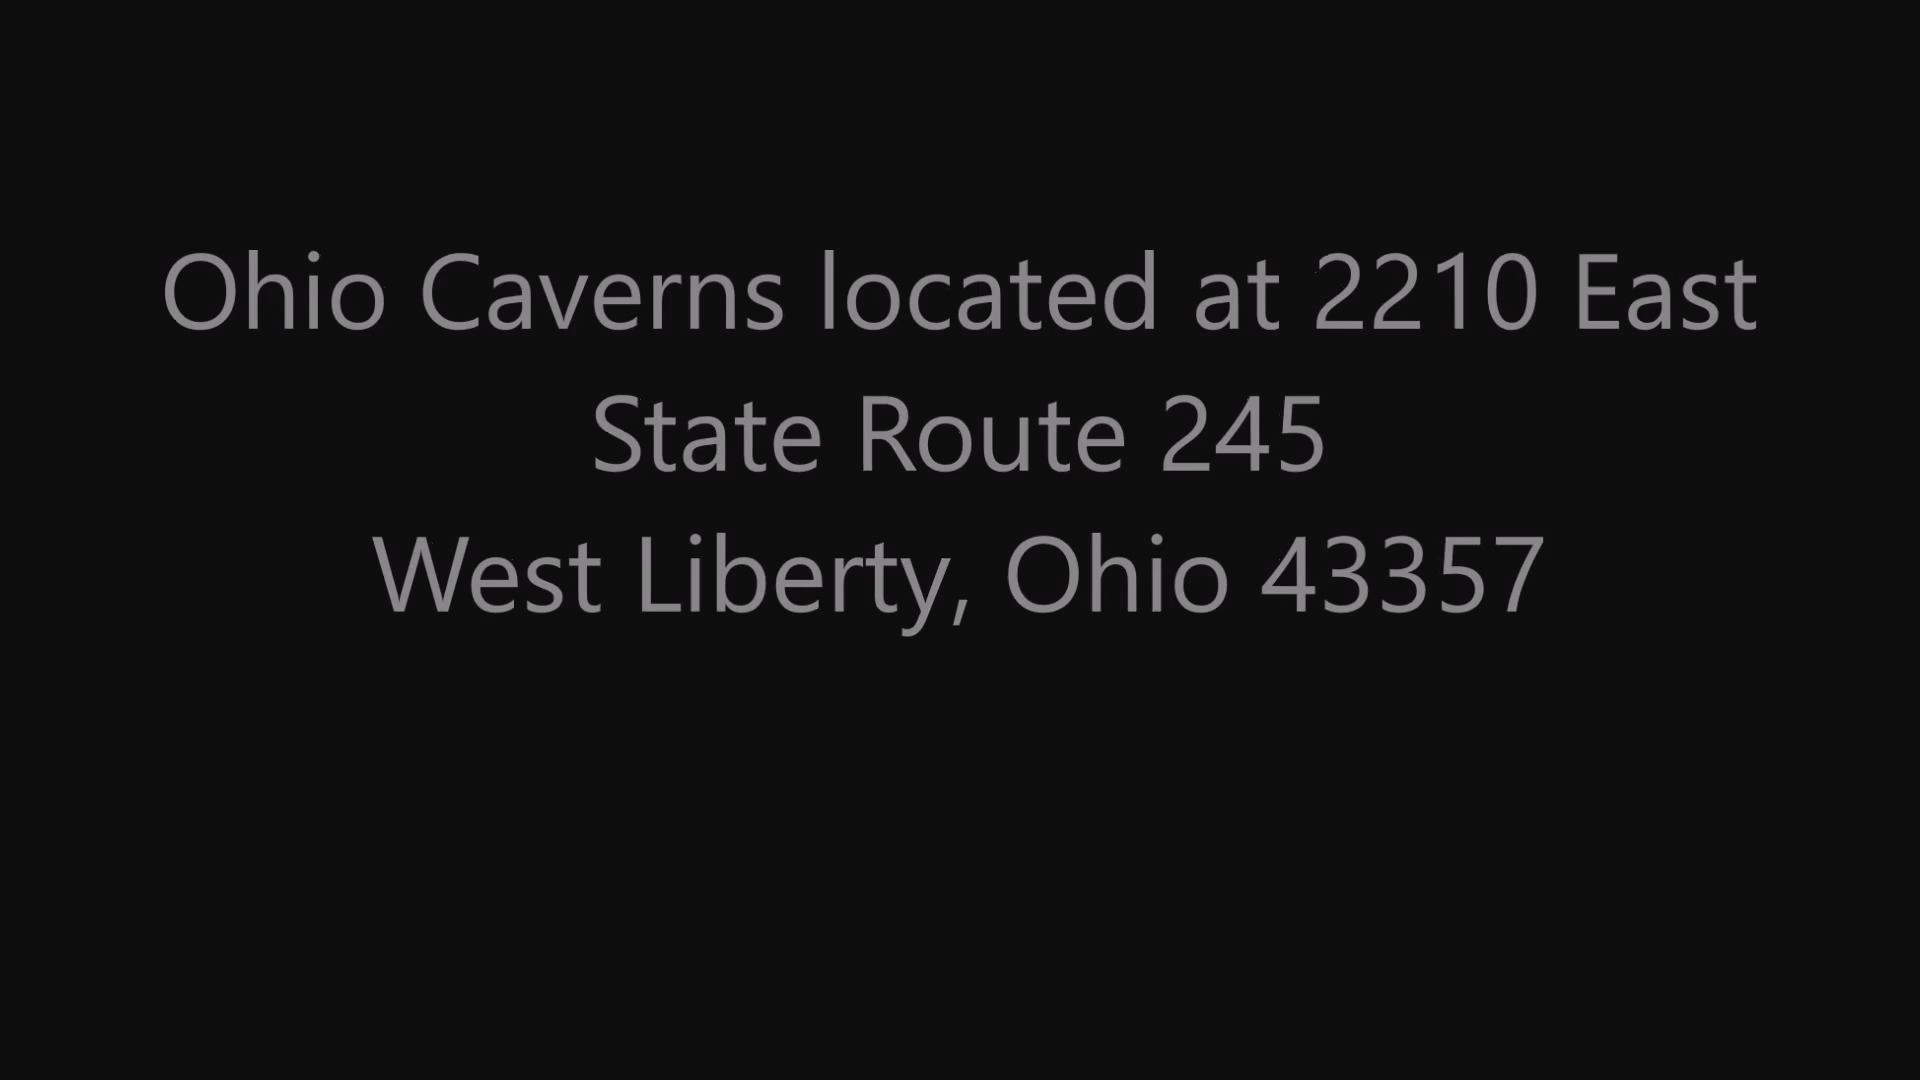 Ohio Caverns located at 2210 East
State Route 245
West Liberty, Ohio 43357